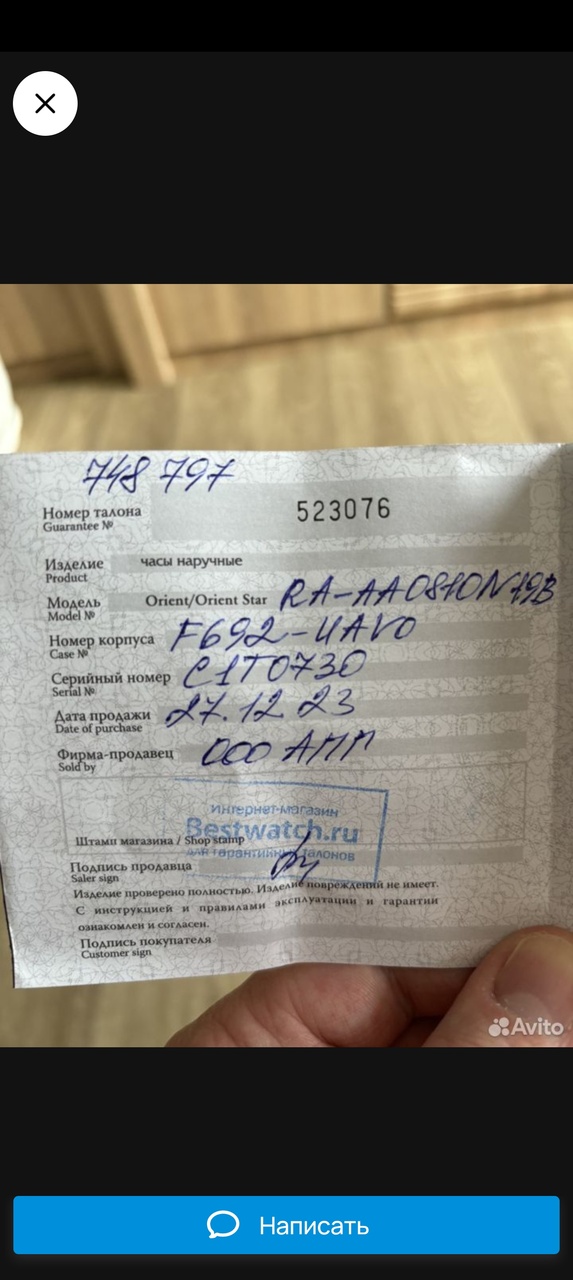 748 797
Номер талона 523076
Guarantee №
Изделие часы наручные
Product
Модель Orient/Orient Star RA-AA0810N19B
Model №
Номер корпуса F692-UAV0
Case №
Серийный номер C1T0730
Serial №
Дата продажи 27.12.23
Date of purchase
Фирма-продавец ООО АПП
Sold by
Интернет-магазин
Bestwatch.ru
для гарантийных талонов
Штамп магазина / Shop stamp
Подпись продавца
Saler sign
Изделие проверено полностью. Изделие повреждений не имеет.
С инструкцией и правилами эксплуатации и гарантии
ознакомлен и согласен.
Подпись покупателя
Customer sign
Avito
Написать